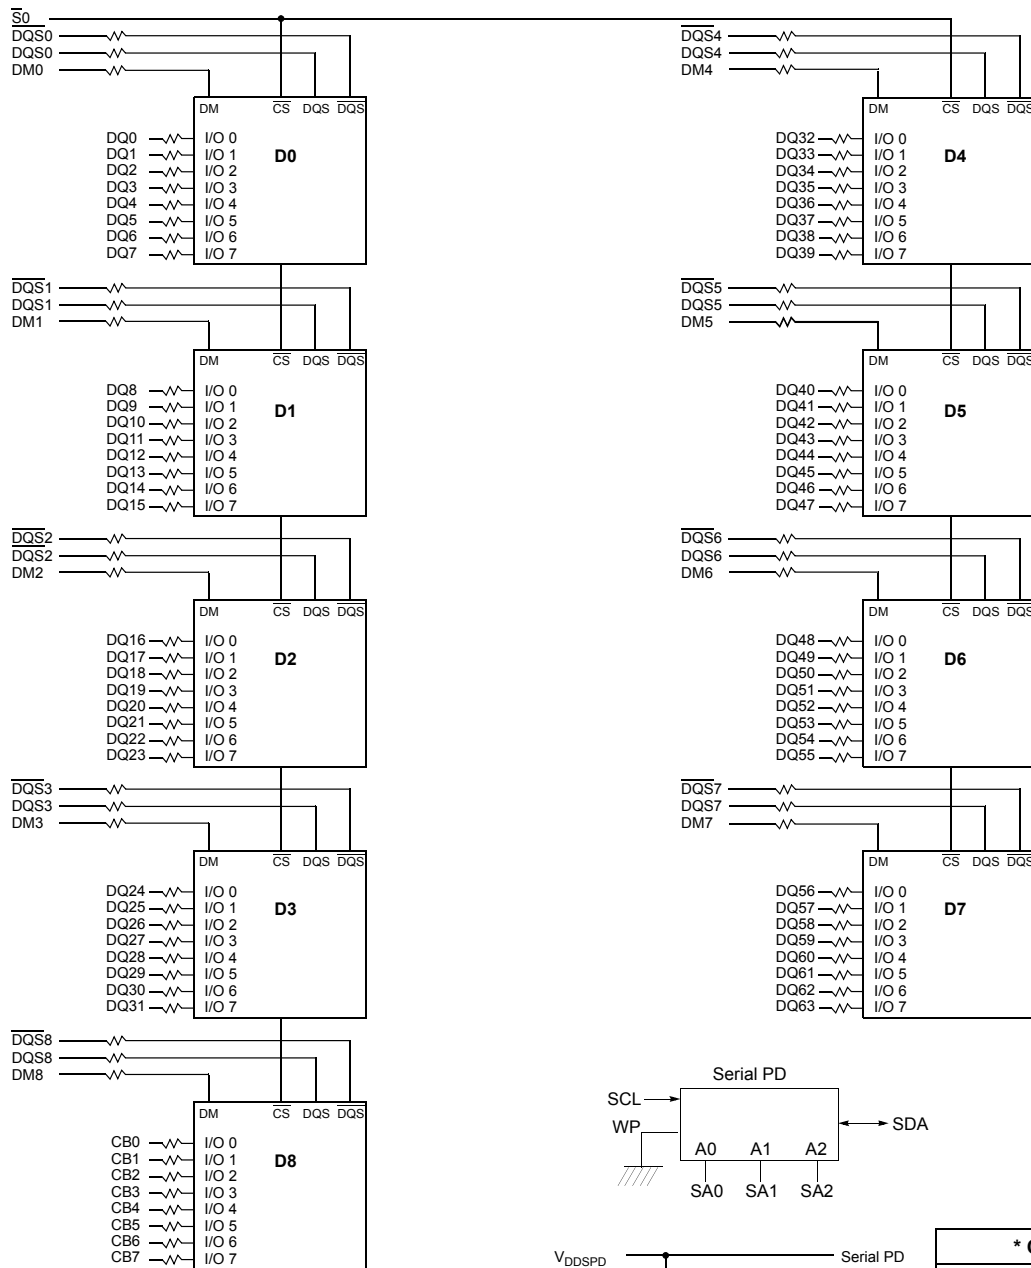 S0
DQS0
DQS0
DM0
DM CS DQS DQS
D0
DQ0 I/O 0
DQ1 I/O 1
DQ2 I/O 2
DQ3 I/O 3
DQ4 I/O 4
DQ5 I/O 5
DQ6 I/O 6
DQ7 I/O 7
DQS1
DQS1
DM1
DM CS DQS DQS
D1
DQ8 I/O 0
DQ9 I/O 1
DQ10 I/O 2
DQ11 I/O 3
DQ12 I/O 4
DQ13 I/O 5
DQ14 I/O 6
DQ15 I/O 7
DQS2
DQS2
DM2
DM CS DQS DQS
D2
DQ16 I/O 0
DQ17 I/O 1
DQ18 I/O 2
DQ19 I/O 3
DQ20 I/O 4
DQ21 I/O 5
DQ22 I/O 6
DQ23 I/O 7
DQS3
DQS3
DM3
DM CS DQS DQS
D3
DQ24 I/O 0
DQ25 I/O 1
DQ26 I/O 2
DQ27 I/O 3
DQ28 I/O 4
DQ29 I/O 5
DQ30 I/O 6
DQ31 I/O 7
DQS8
DQS8
DM8
DM CS DQS DQS
D8
CB0 I/O 0
CB1 I/O 1
CB2 I/O 2
CB3 I/O 3
CB4 I/O 4
CB5 I/O 5
CB6 I/O 6
CB7 I/O 7
DQS4
DQS4
DM4
DM CS DQS DQS
D4
DQ32 I/O 0
DQ33 I/O 1
DQ34 I/O 2
DQ35 I/O 3
DQ36 I/O 4
DQ37 I/O 5
DQ38 I/O 6
DQ39 I/O 7
DQS5
DQS5
DM5
DM CS DQS DQS
D5
DQ40 I/O 0
DQ41 I/O 1
DQ42 I/O 2
DQ43 I/O 3
DQ44 I/O 4
DQ45 I/O 5
DQ46 I/O 6
DQ47 I/O 7
DQS6
DQS6
DM6
DM CS DQS DQS
D6
DQ48 I/O 0
DQ49 I/O 1
DQ50 I/O 2
DQ51 I/O 3
DQ52 I/O 4
DQ53 I/O 5
DQ54 I/O 6
DQ55 I/O 7
DQS7
DQS7
DM7
DM CS DQS DQS
D7
DQ56 I/O 0
DQ57 I/O 1
DQ58 I/O 2
DQ59 I/O 3
DQ60 I/O 4
DQ61 I/O 5
DQ62 I/O 6
DQ63 I/O 7
Serial PD
SCL
WP
SDA
A0 A1 A2
SA0 SA1 SA2
VDDSPD Serial PD
*